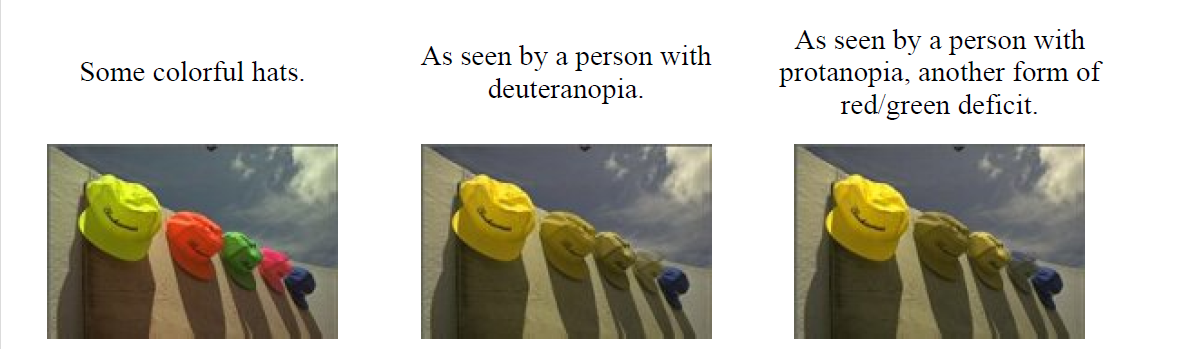 Some colorful hats.
As seen by a person with
deuteranopia.
As seen by a person with
protanopia, another form of
red/green deficit.